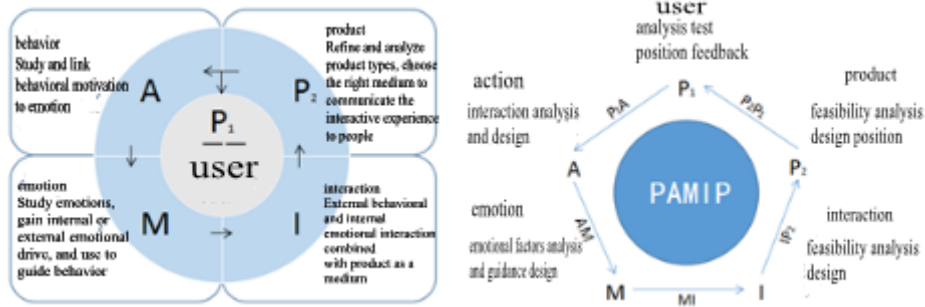 behavior
Study and link
behavioral motivation
to emotion
A
product
Refine and analyze
product types, choose
the right medium to
communicate the
interactive experience
to people
P2
P1
user
emotion
Study emotions,
gain internal or
external emotional
drive, and use to
guide behavior
M
interaction
External behavioral
and internal
emotional interaction
combined
with product as a
medium
I
user
analysis test
position feedback
P1
action
interaction analysis
and design
P1A
P2P1
product
feasibility analysis
design position
A
PAMIP
P2
emotion
emotional factors analysis
and guidance design
AM
IP2
interaction
feasibility analysis
design
M
MI
I